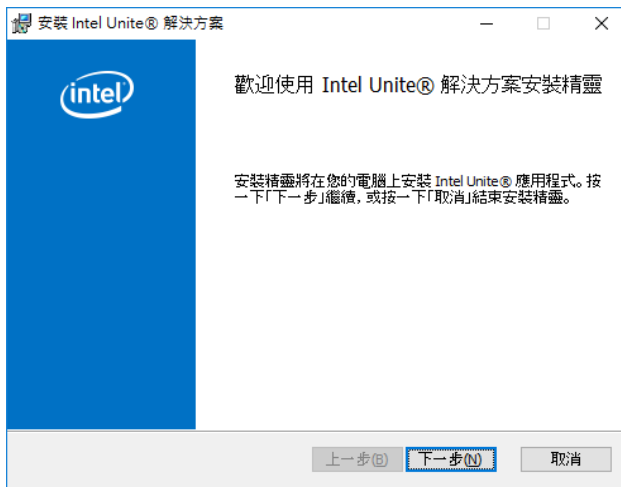 安裝 Intel Unite® 解決方案
intel
歡迎使用 Intel Unite® 解決方案安裝精靈
安裝精靈將在您的電腦上安裝 Intel Unite® 應用程式。按
一下「下一步」繼續, 或按一下「取消」結束安裝精靈。
上一步(B) 下一步(N) 取消